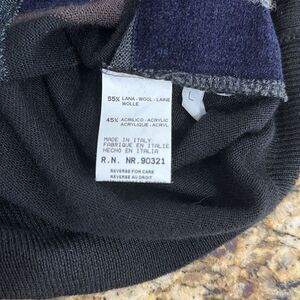 55% LANA - WOOL - LAINE
WOLLE
45% ACRILICO - ACRYLIC
ACRYLIQUE - ACRYL
MADE IN ITALY
FABRIQUE EN ITALIE
HECHO EN ITALIA
R.N. NR. 90321
REVERSE FOR CARE
REVERSE AU DROIT
L